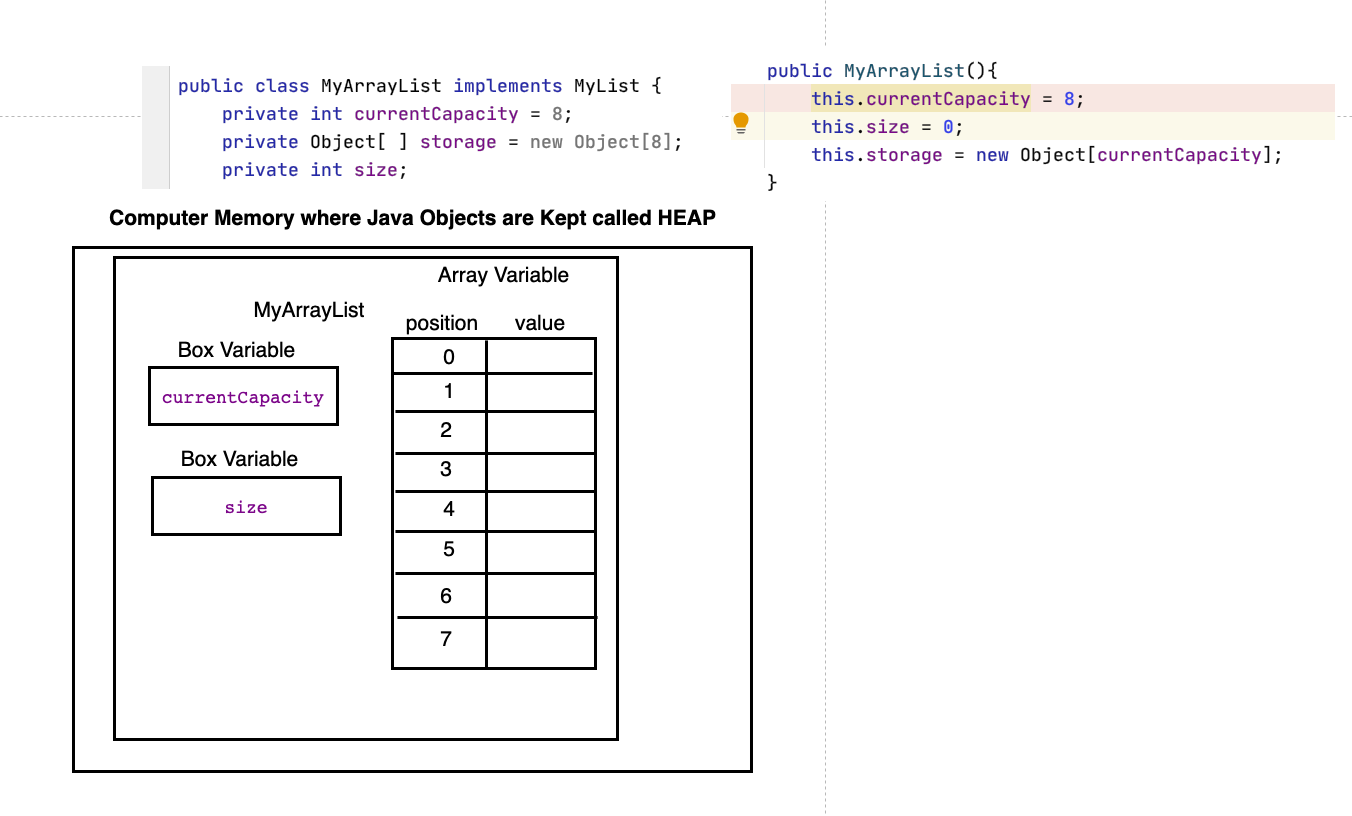 public class MyArrayList implements MyList {
private int currentCapacity = 8;
private Object[ ] storage = new Object[8];
private int size;
public MyArrayList(){
this.currentCapacity = 8;
this.size = 0;
this.storage = new Object[currentCapacity];
}
Computer Memory where Java Objects are Kept called HEAP
Array Variable
MyArrayList
position value
Box Variable
currentCapacity
Box Variable
size
0
1
2
3
4
5
6
7